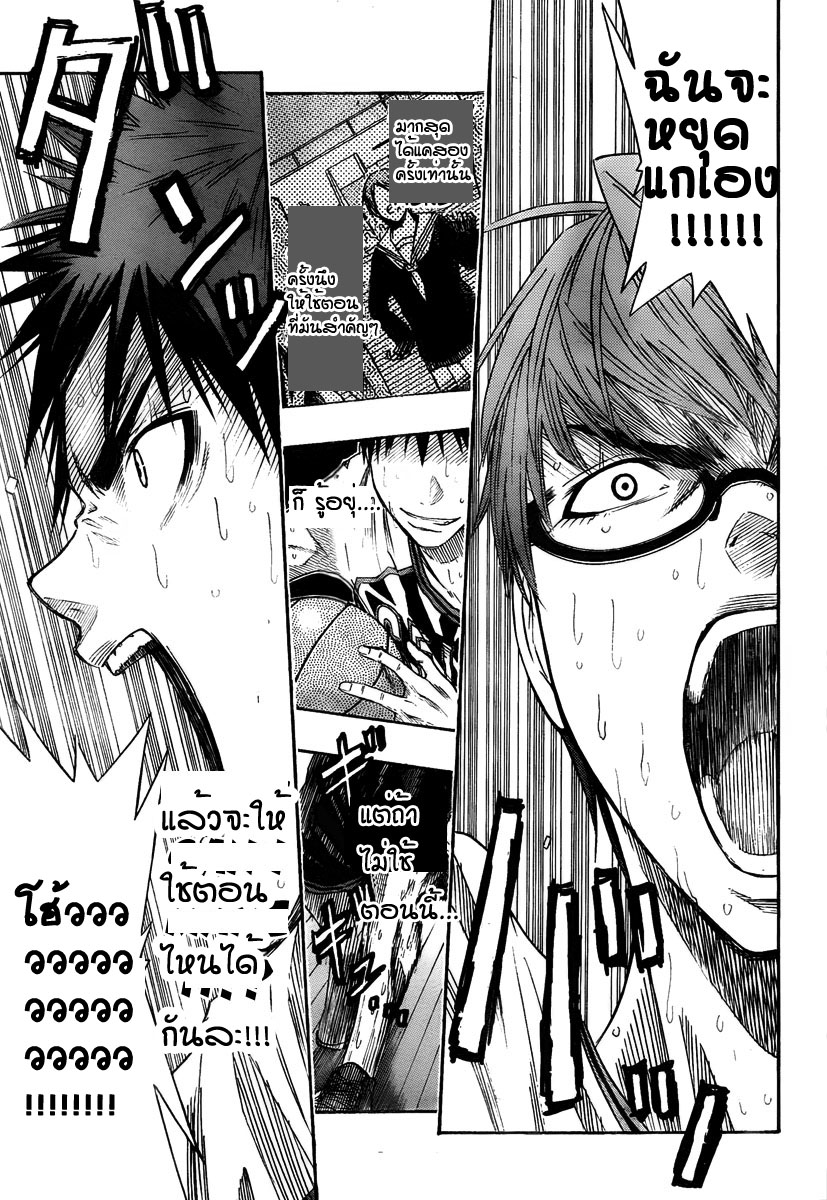 ฉันจะ
หยุด
แกเอง
!!!!!!
มากสุด
ได้แค่สอง
ครั้งเท่านั้น
ครั้งนึง
ให้ใช้ตอน
ที่มันสำคัญๆ
ก็ รู้อยุ่....
แต่ถ้า
ไม่ใช้
ตอนนี้...
แล้วจะให้
ใช้ตอน
ไหนได้
กันละ!!!
โฮ้ววว
ววววว
ววววว
ววววว
!!!!!!!!
ダンッ